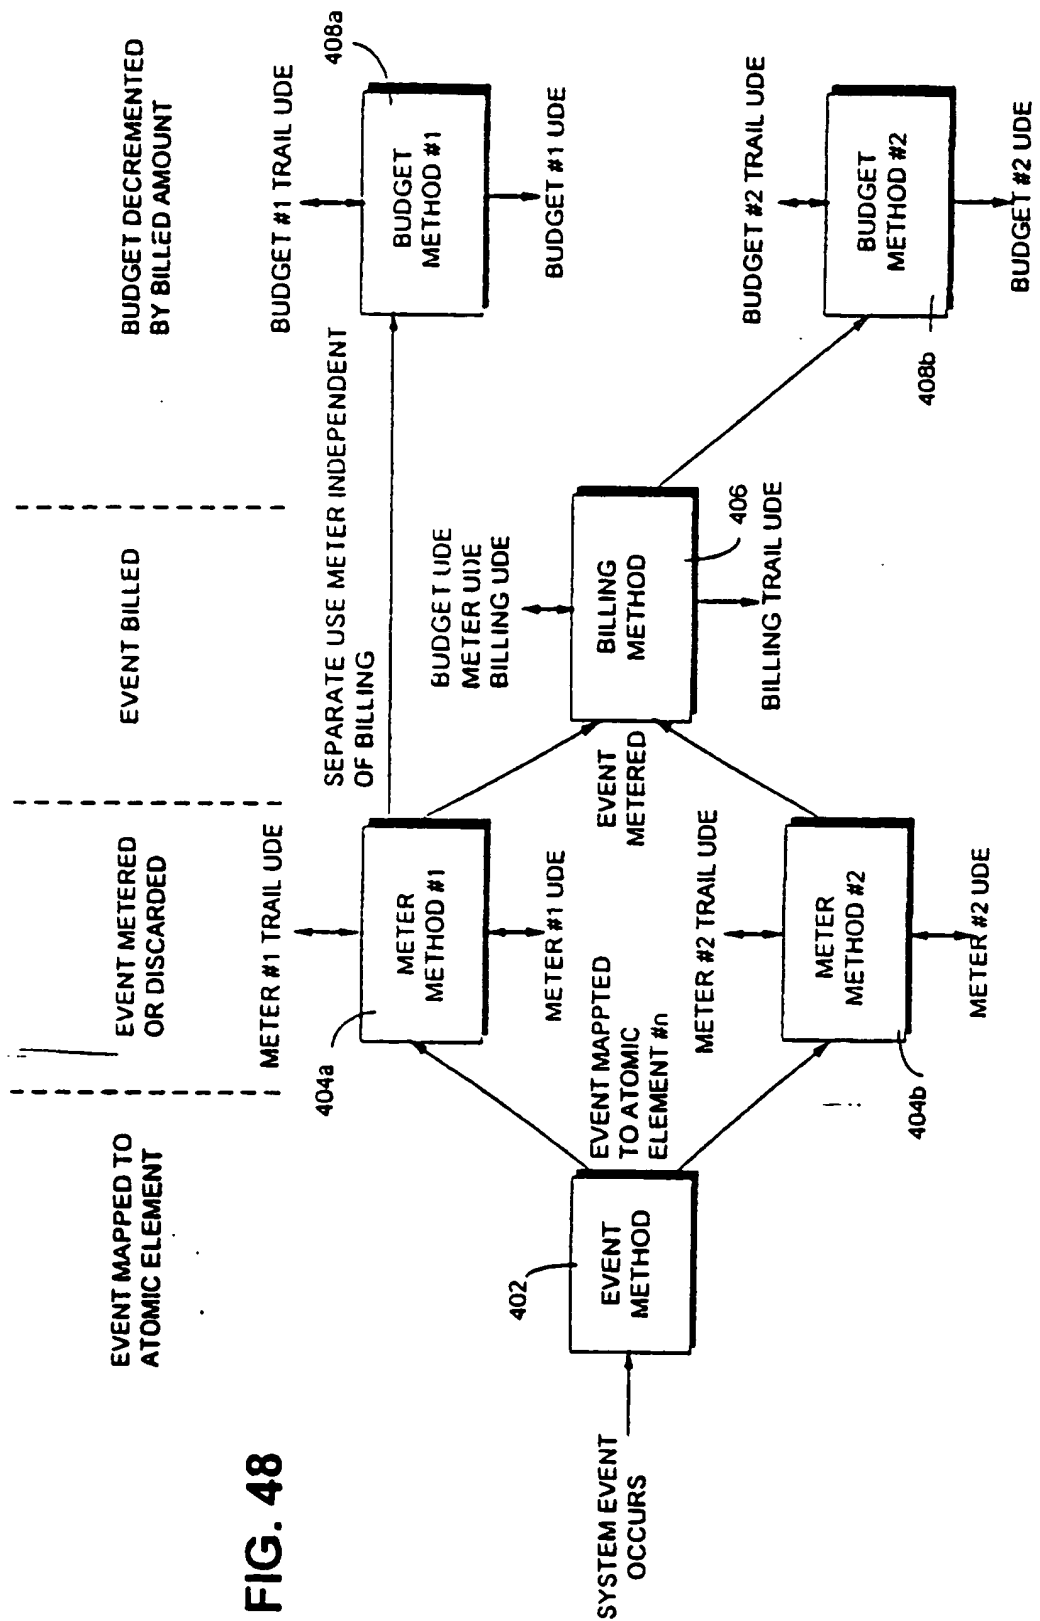 FIG. 48
EVENT MAPPED TO
ATOMIC ELEMENT
EVENT METERED
OR DISCARDED
EVENT BILLED
BUDGET DECREMENTED
BY BILLED AMOUNT
SYSTEM EVENT
OCCURS
402
EVENT
METHOD
EVENT MAPPTED
TO ATOMIC
ELEMENT #n
METER #1 TRAIL UDE
404a
METER
METHOD #1
METER #1 UDE
METER #2 TRAIL UDE
METER
METHOD #2
404b
METER #2 UDE
SEPARATE USE METER INDEPENDENT
OF BILLING
EVENT
METERED
BUDGET UDE
METER UDE
BILLING UDE
BILLING
METHOD
406
BILLING TRAIL UDE
BUDGET #1 TRAIL UDE
408a
BUDGET
METHOD #1
BUDGET #1 UDE
BUDGET #2 TRAIL UDE
BUDGET
METHOD #2
408b
BUDGET #2 UDE